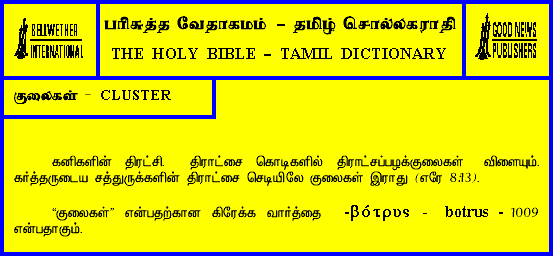 BELLWETHER
INTERNATIONAL
பரிசுத்த வேதாகமம் - தமிழ் சொல்லகராதி
THE HOLY BIBLE - TAMIL DICTIONARY
GOOD NEWS
PUBLISHERS
குலைகள் - CLUSTER
கனிகளின் திரட்சி. திராட்சை கொடிகளில் திராட்சப்பழக்குலைகள் விளையும்.
கர்த்தருடைய சத்துருக்களின் திராட்சை செடியிலே குலைகள் இராது (எரே 8:13).
“குலைகள்” என்பதற்கான கிரேக்க வார்த்தை -βότρυς - botrus - 1009
என்பதாகும்.